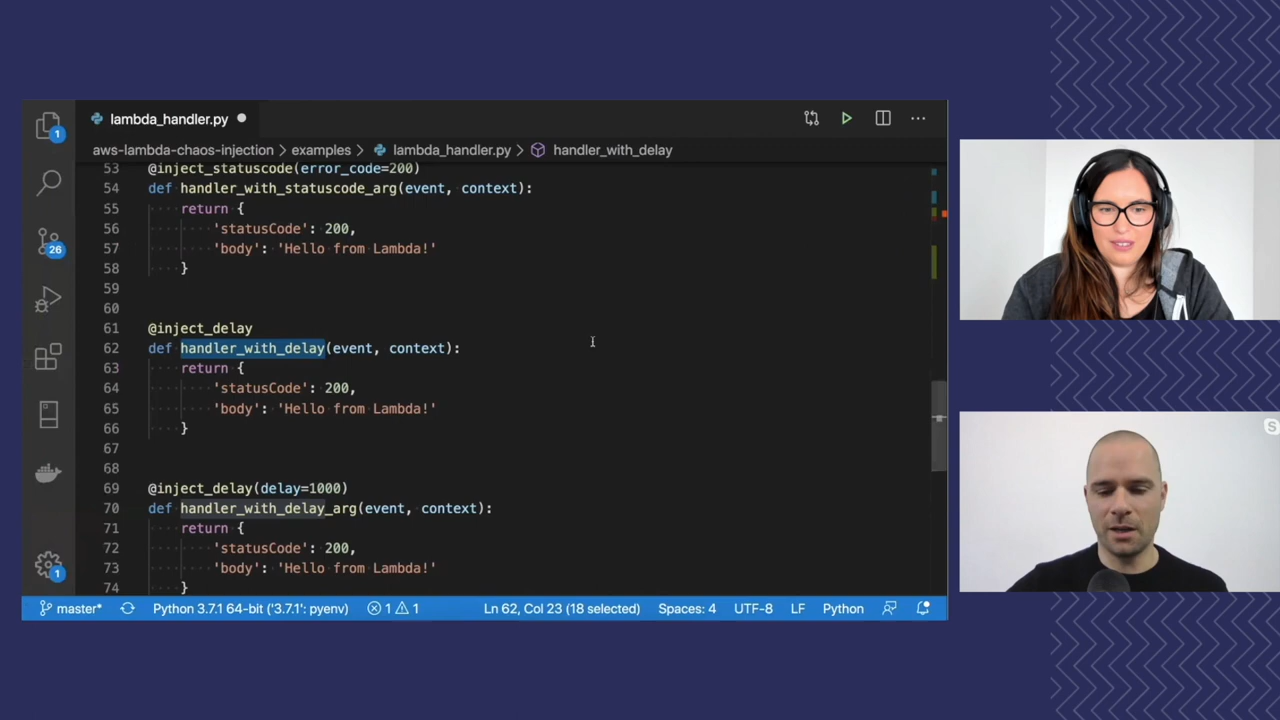 lambda_handler.py
1
aws-lambda-chaos-injection > examples > lambda_handler.py > handler_with_delay
53 @inject_statuscode(error_code=200)
54 def handler_with_statuscode_arg(event, context):
55 return {
56 'statusCode': 200,
57 'body': 'Hello from Lambda!'
58 }
26
59
60
61 @inject_delay
62 def handler_with_delay(event, context):
63 return {
64 'statusCode': 200,
65 'body': 'Hello from Lambda!'
66 }
67
68
69 @inject_delay(delay=1000)
70 def handler_with_delay_arg(event, context):
71 return {
72 'statusCode': 200,
73 'body': 'Hello from Lambda!'
74 }
1
master* Python 3.7.1 64-bit ('3.7.1': pyenv) 1 1 Ln 62, Col 23 (18 selected) Spaces: 4 UTF-8 LF Python
S